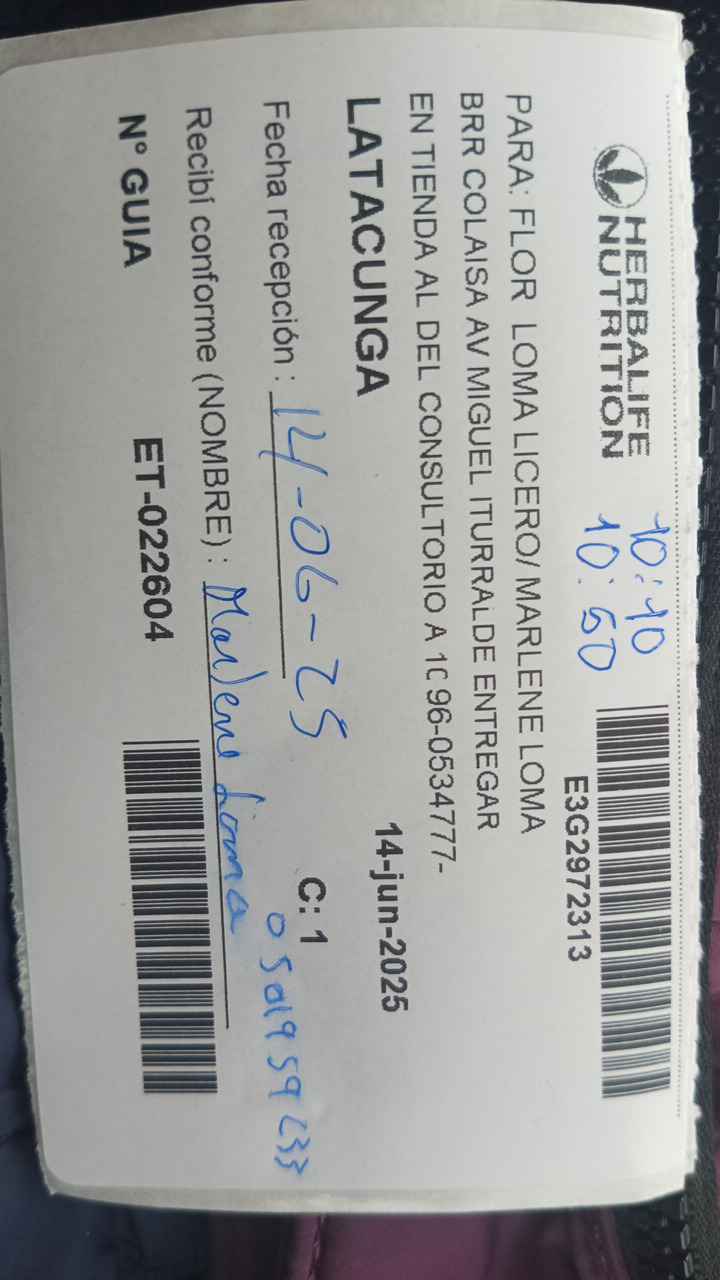 HERBALIFE
NUTRITION
10:10
10:50
E3G2972313
PARA: FLOR LOMA LICERO/ MARLENE LOMA
BRR COLAISA AV MIGUEL ITURRALDE ENTREGAR
EN TIENDA AL DEL CONSULTORIO A 1C 96-0534777-
LATACUNGA
14-jun-2025
Fecha recepción : 14-06-25
C: 1
Recibí conforme (NOMBRE) : Marlene Loma
N° GUIA
ET-022604